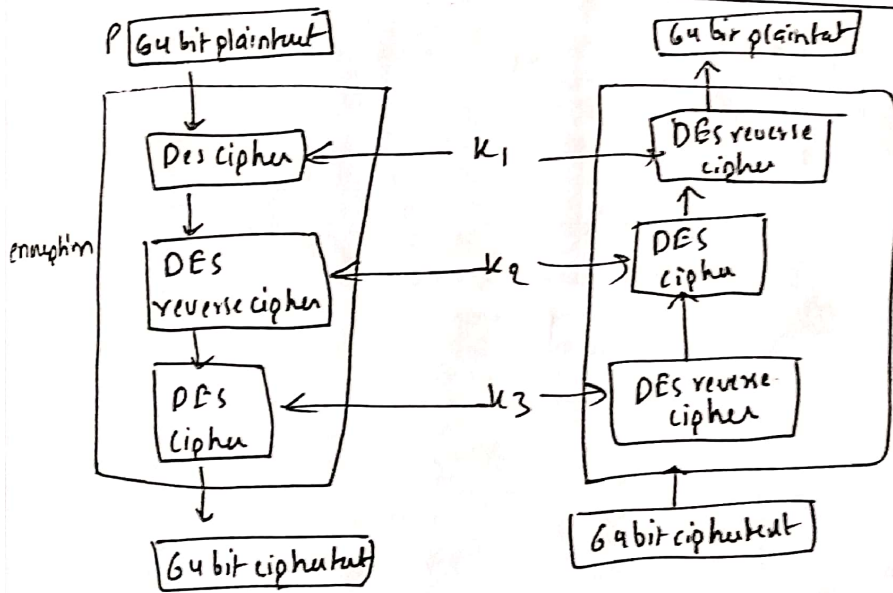 P 64 bit plaintext
Des cipher
encryption
DES
reverse cipher
DES
cipher
64 bit ciphertext
K1
K2
K3
64 bit plaintext
DES reverse
cipher
DES
cipher
DES reverse
cipher
64 bit ciphertext